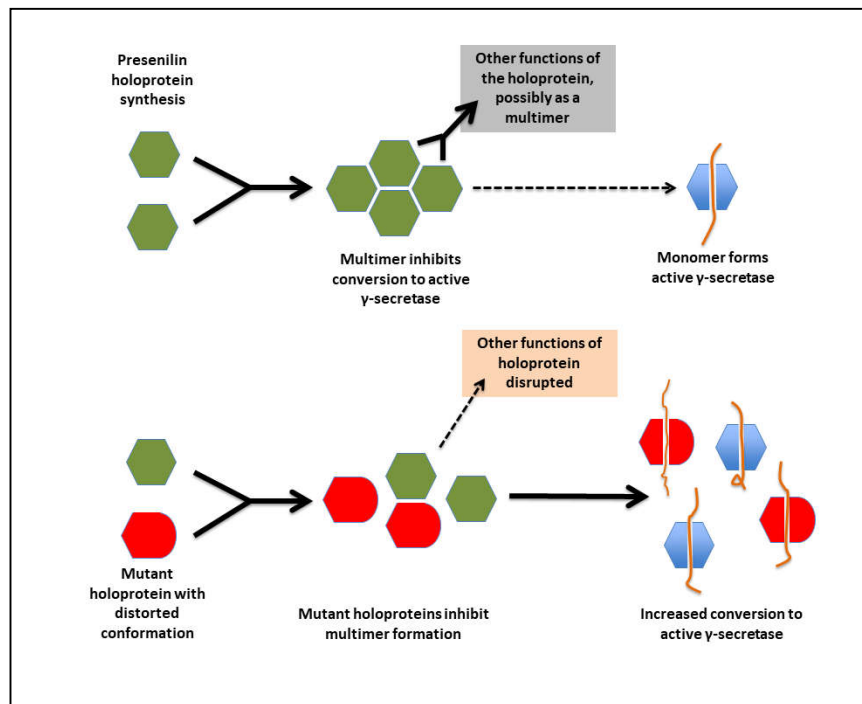 Presenilin
holoprotein
synthesis
Other functions of
the holoprotein,
possibly as a
multimer
Multimer inhibits
conversion to active
γ-secretase
Monomer forms
active γ-secretase
Other functions of
holoprotein
disrupted
Mutant
holoprotein with
distorted
conformation
Mutant holoproteins inhibit
multimer formation
Increased conversion to
active γ-secretase